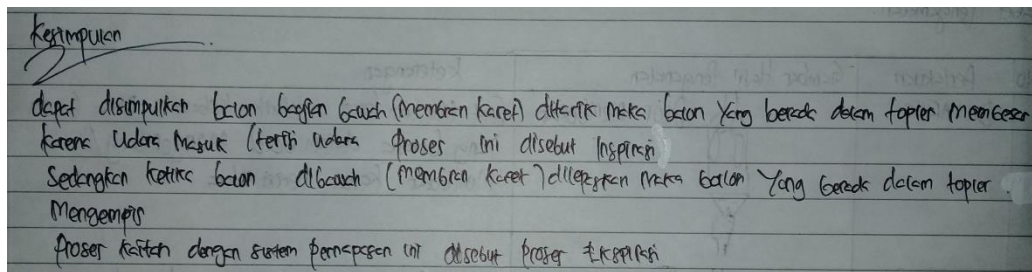 Kesimpulan
dapat disimpulkan balon bagian bawah (membran karet) ditarik maka balon yang berada dalam toples membesar
karena udara masuk (terisi udara proses ini disebut Inspirasi
Sedangkan ketika balon dibawah (membran karet) dilepaskan maka balon yang berada dalam toples
mengempis
Proses kaitan dengan sistem pernapasan ini disebut proses Ekspirasi